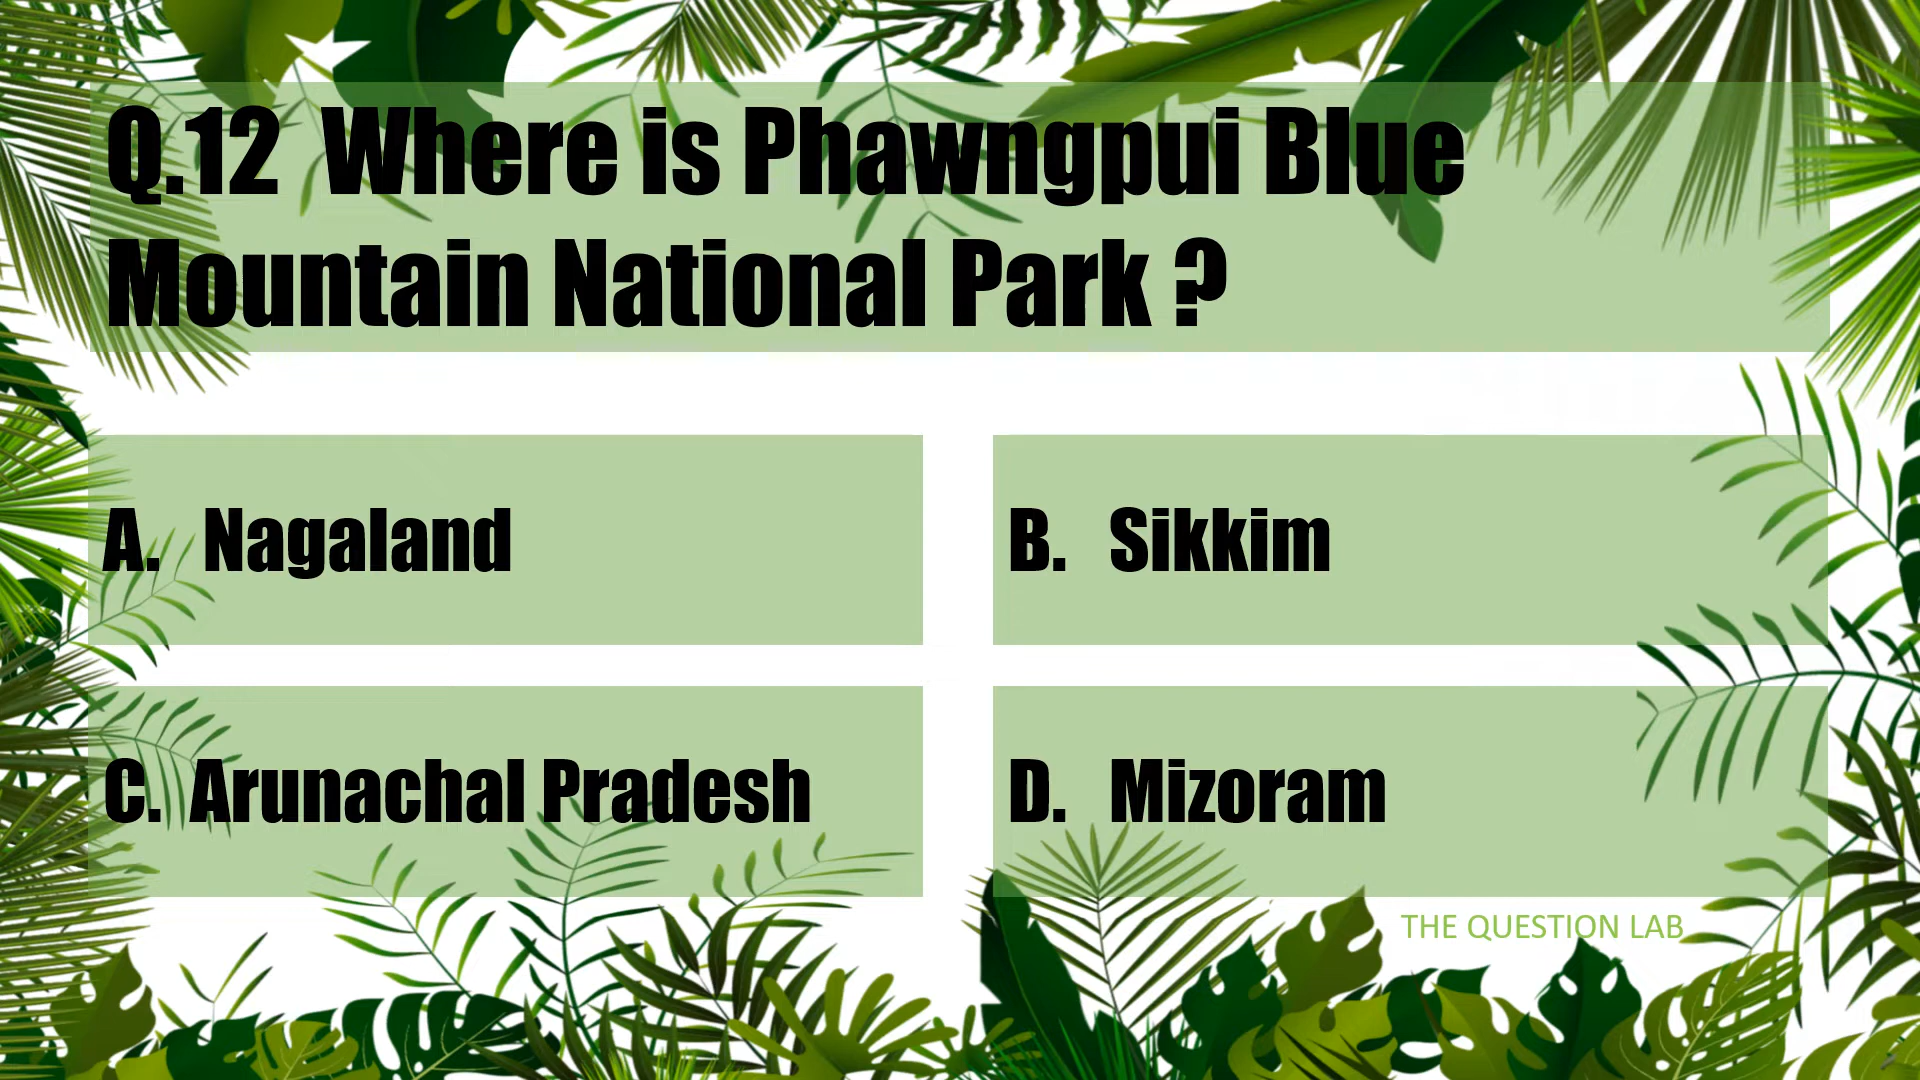 Q.12 Where is Phawngpui Blue
Mountain National Park ?
A. Nagaland
B. Sikkim
C. Arunachal Pradesh
D. Mizoram
THE QUESTION LAB